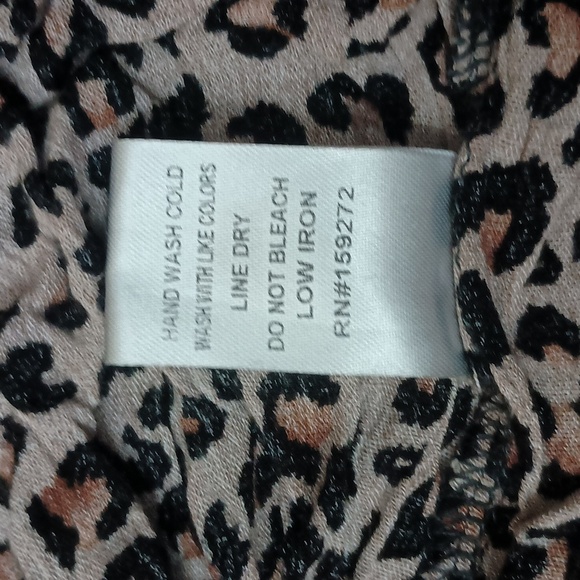 HAND WASH COLD
WASH WITH LIKE COLORS
LINE DRY
DO NOT BLEACH
LOW IRON
RN#159272